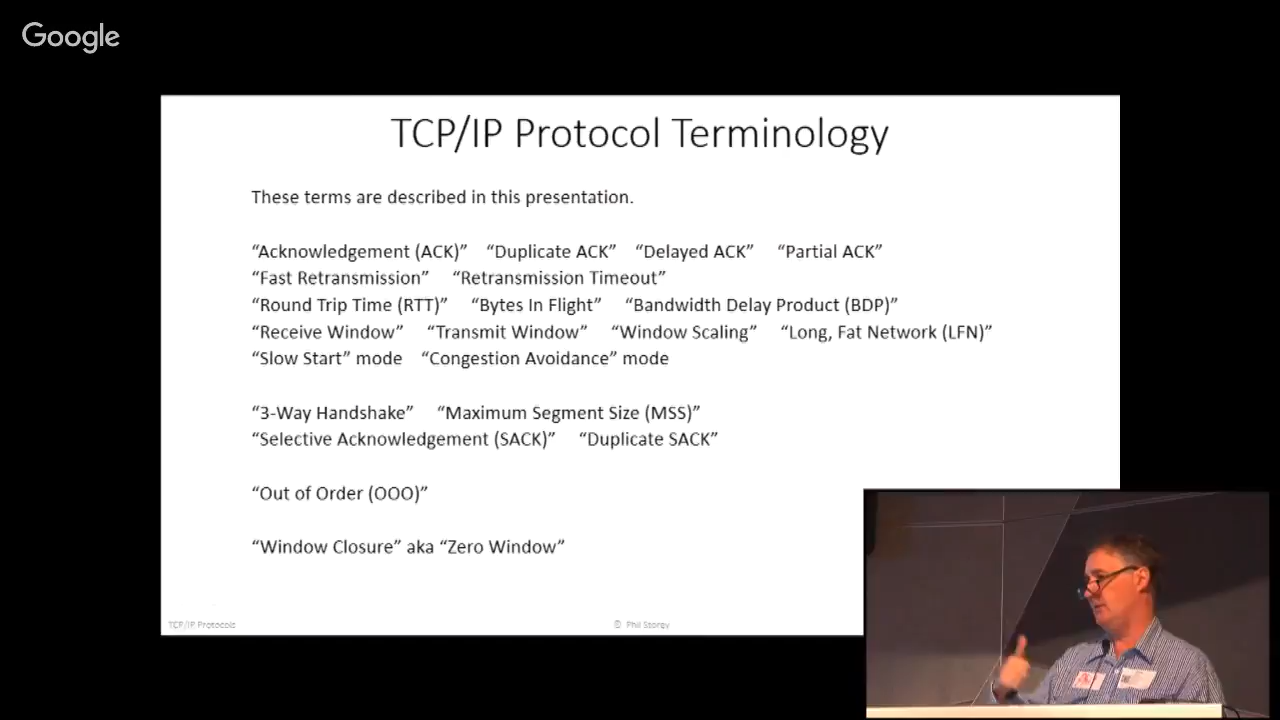 Google
TCP/IP Protocol Terminology
These terms are described in this presentation.
“Acknowledgement (ACK)” “Duplicate ACK” “Delayed ACK” “Partial ACK”
“Fast Retransmission” “Retransmission Timeout”
“Round Trip Time (RTT)” “Bytes In Flight” “Bandwidth Delay Product (BDP)”
“Receive Window” “Transmit Window” “Window Scaling” “Long, Fat Network (LFN)”
“Slow Start” mode “Congestion Avoidance” mode
“3-Way Handshake” “Maximum Segment Size (MSS)”
“Selective Acknowledgement (SACK)” “Duplicate SACK”
“Out of Order (OOO)”
“Window Closure” aka “Zero Window”
TCP/IP Protocols
© Phil Storey